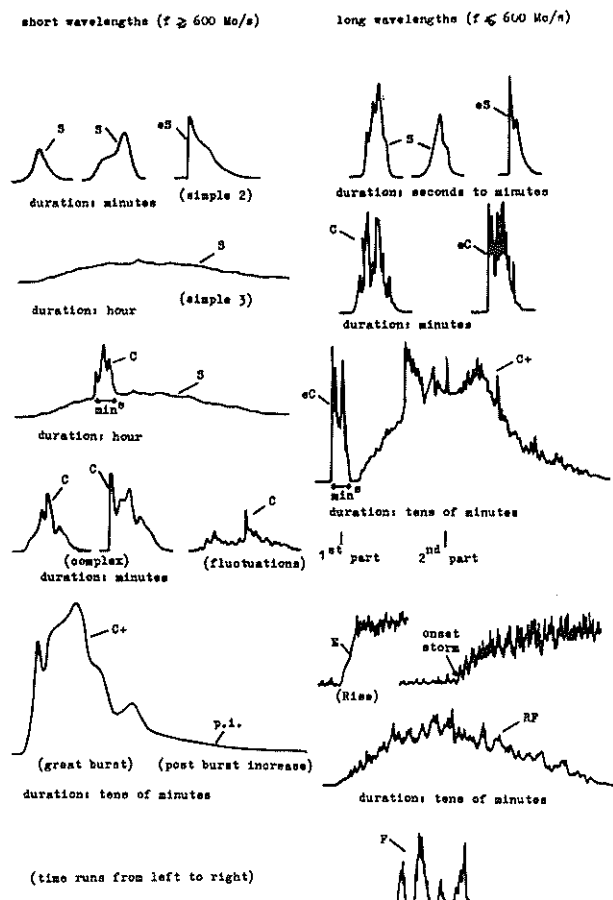 short wavelengths (f ≳ 600 Mc/s)
long wavelengths (f ≲ 600 Mc/s)
S
S
eS
duration: minutes
(simple 2)
S
(simple 3)
duration: hour
C
S
min s
duration: hour
C
C
C
(complex)
(fluctuations)
duration: minutes
C+
p.i.
(great burst)
(post burst increase)
duration: tens of minutes
(time runs from left to right)
S
eS
duration: seconds to minutes
C
eC
duration: minutes
eC
C+
min s
duration: tens of minutes
1st part
2nd part
onset
storm
(Rise)
RF
duration: tens of minutes
F